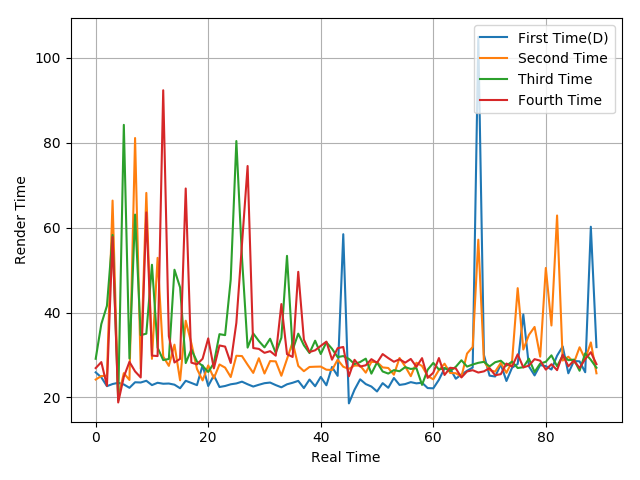 First Time(D)
Second Time
Third Time
Fourth Time
100
80
60
40
20
Render Time
0 20 40 60 80
Real Time